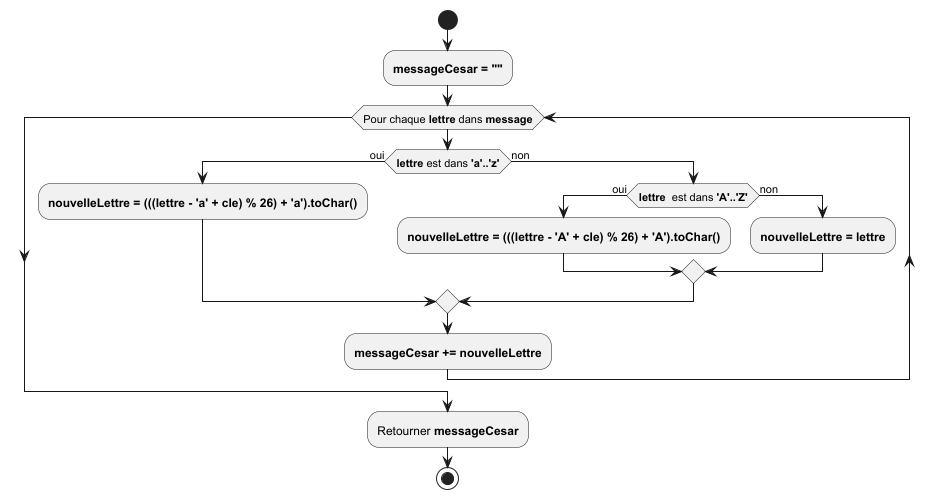 messageCesar = ""
Pour chaque lettre dans message
lettre est dans 'a'..'z'
oui
non
nouvelleLettre = (((lettre - 'a' + cle) % 26) + 'a').toChar()
lettre  est dans 'A'..'Z'
oui
non
nouvelleLettre = (((lettre - 'A' + cle) % 26) + 'A').toChar()
nouvelleLettre = lettre
messageCesar += nouvelleLettre
Retourner messageCesar